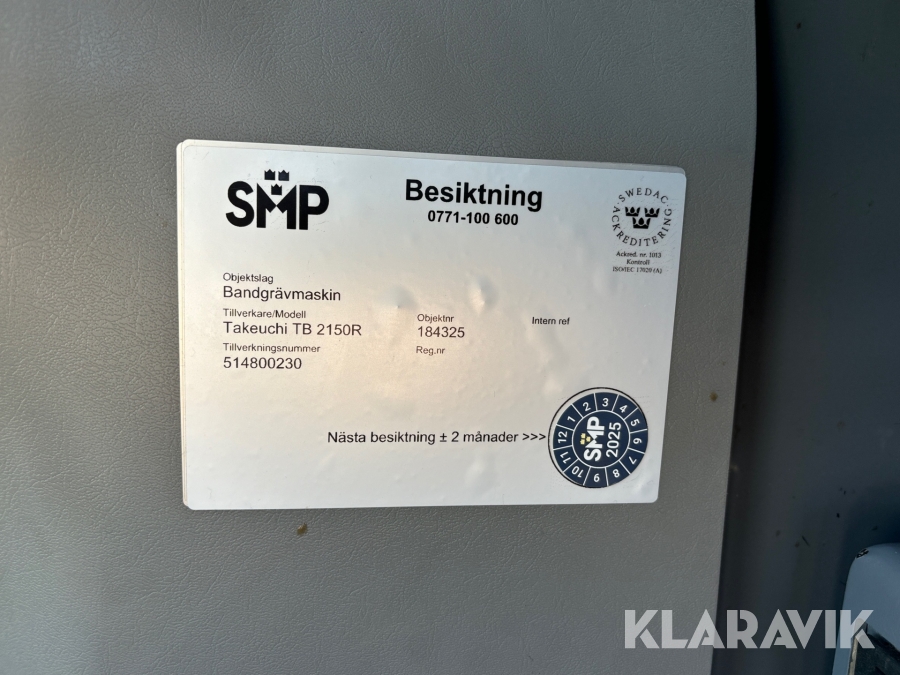 SMP
Besiktning
0771-100 600
SWEDAC
ACKREDITERING
Ackred. nr. 1013
Kontroll
ISO/IEC 17020 (A)
Objektslag
Bandgrävmaskin
Tillverkare/Modell
Takeuchi TB 2150R
Objektnr
184325
Intern ref
Tillverkningsnummer
514800230
Reg.nr
Nästa besiktning ± 2 månader >>>
1 2 3 4 5 6 7 8 9 10 11 12
SMP
2025
KLARAVIK